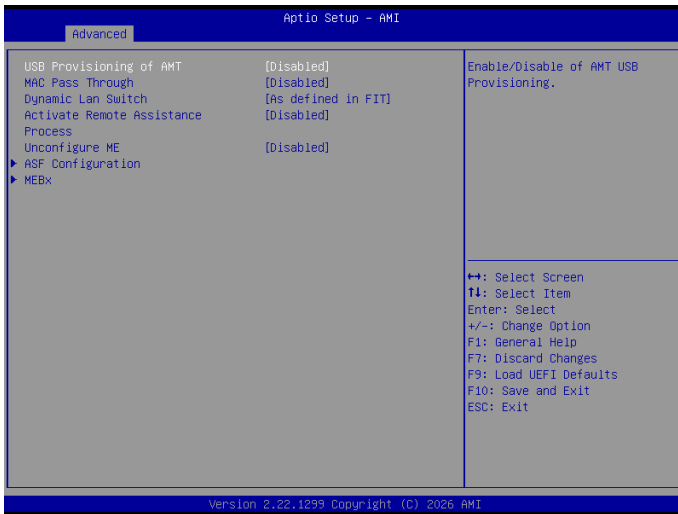 Aptio Setup – AMI
Advanced
USB Provisioning of AMT [Disabled]
MAC Pass Through [Disabled]
Dynamic Lan Switch [As defined in FIT]
Activate Remote Assistance [Disabled]
Process
Unconfigure ME [Disabled]
ASF Configuration
MEBx
Enable/Disable of AMT USB
Provisioning.
↔: Select Screen
↑↓: Select Item
Enter: Select
+/-: Change Option
F1: General Help
F7: Discard Changes
F9: Load UEFI Defaults
F10: Save and Exit
ESC: Exit
Version 2.22.1299 Copyright (C) 2026 AMI